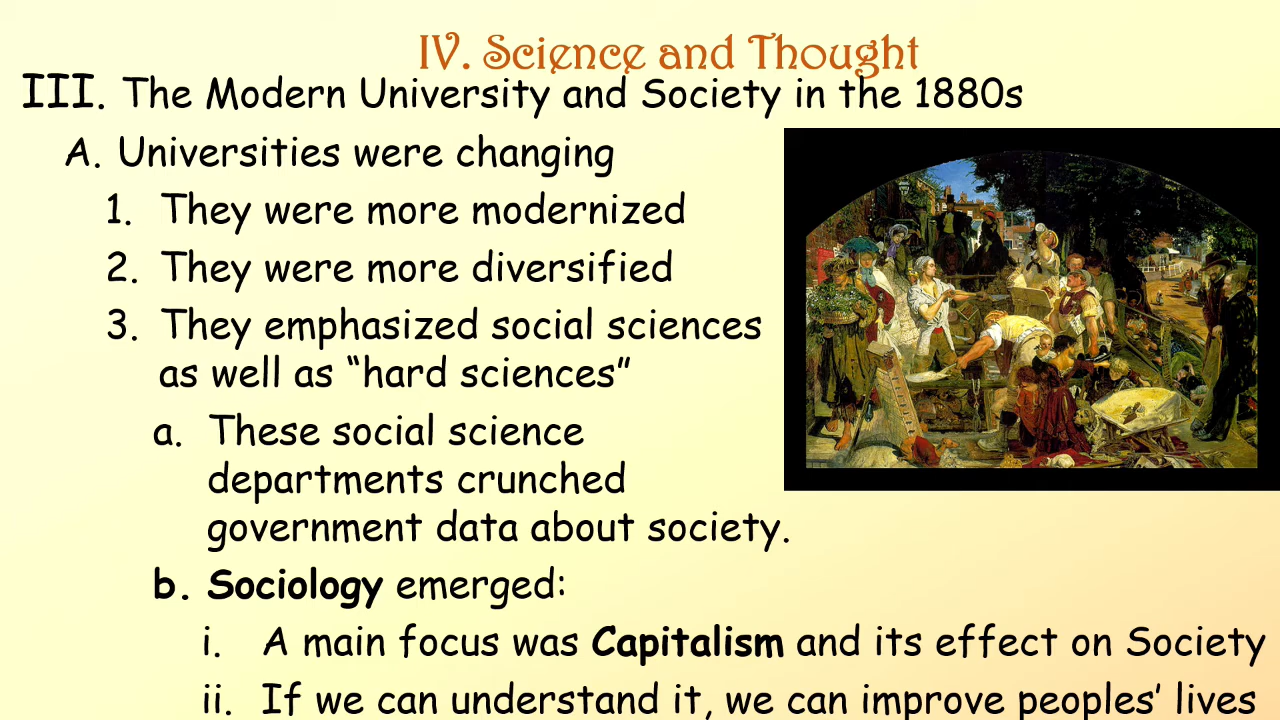 IV. Science and Thought
III. The Modern University and Society in the 1880s
A. Universities were changing
1. They were more modernized
2. They were more diversified
3. They emphasized social sciences
as well as “hard sciences”
a. These social science
departments crunched
government data about society.
b. Sociology emerged:
i. A main focus was Capitalism and its effect on Society
ii. If we can understand it, we can improve peoples’ lives